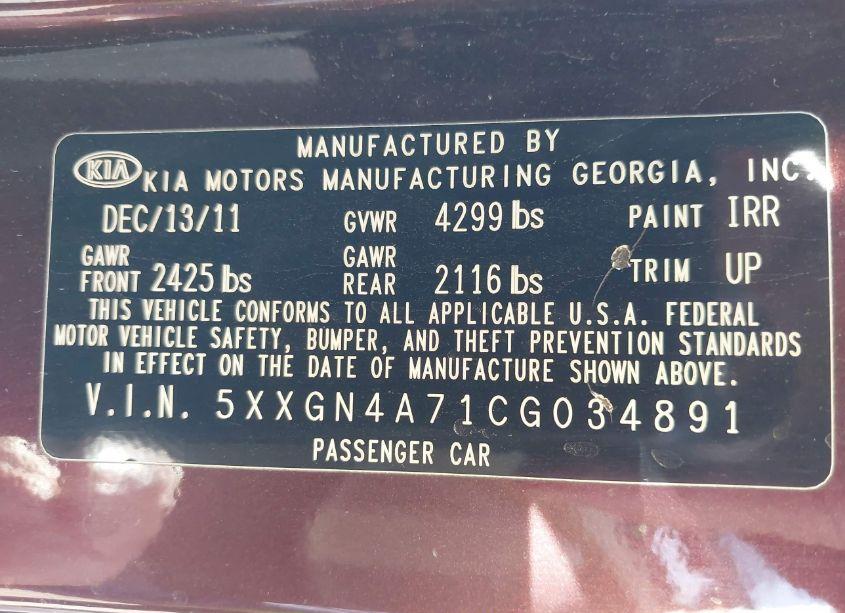 MANUFACTURED BY
KIA KIA MOTORS MANUFACTURING GEORGIA, INC.
DEC/13/11 GVWR 4299 lbs PAINT IRR
GAWR FRONT 2425 lbs GAWR REAR 2116 lbs TRIM UP
THIS VEHICLE CONFORMS TO ALL APPLICABLE U.S.A. FEDERAL
MOTOR VEHICLE SAFETY, BUMPER, AND THEFT PREVENTION STANDARDS
IN EFFECT ON THE DATE OF MANUFACTURE SHOWN ABOVE.
V.I.N. 5XXGN4A71CG034891
PASSENGER CAR